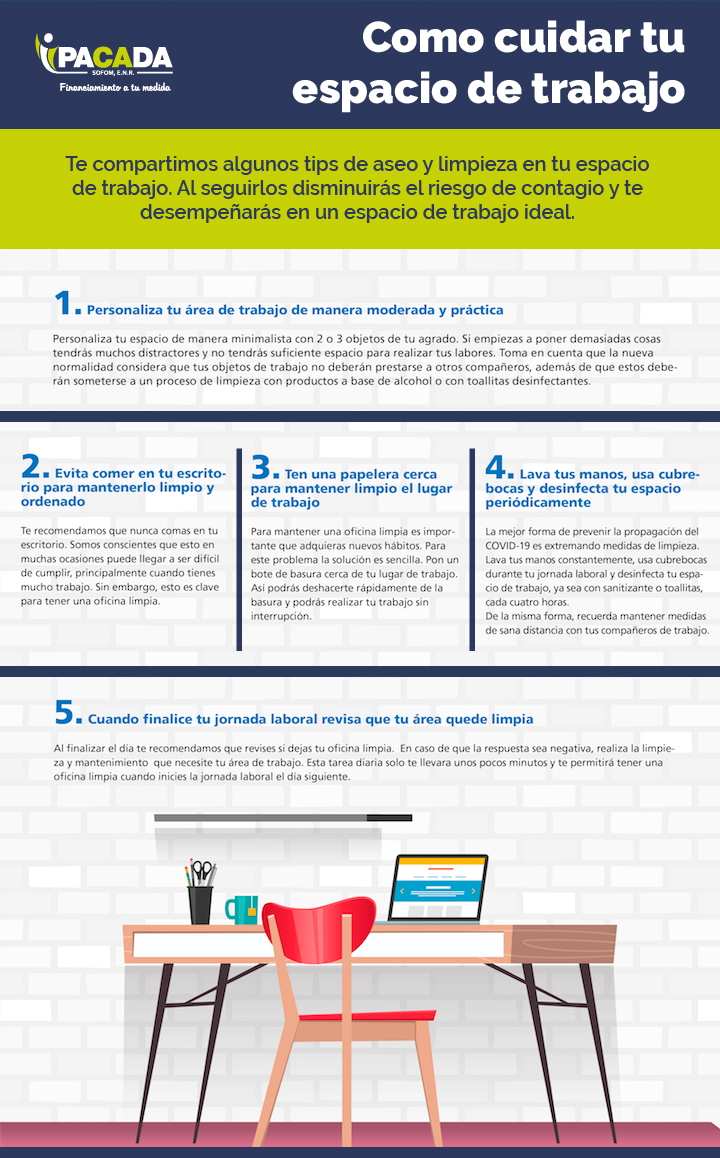 PACADA
SOFOM, E.N.R.
Financiamiento a tu medida
Como cuidar tu
espacio de trabajo
Te compartimos algunos tips de aseo y limpieza en tu espacio
de trabajo. Al seguirlos disminuirás el riesgo de contagio y te
desempeñarás en un espacio de trabajo ideal.
1. Personaliza tu área de trabajo de manera moderada y práctica
Personaliza tu espacio de manera minimalista con 2 o 3 objetos de tu agrado. Si empiezas a poner demasiadas cosas
tendrás muchos distractores y no tendrás suficiente espacio para realizar tus labores. Toma en cuenta que la nueva
normalidad considera que tus objetos de trabajo no deberán prestarse a otros compañeros, además de que estos debe-
rán someterse a un proceso de limpieza con productos a base de alcohol o con toallitas desinfectantes.
2. Evita comer en tu escrito-
rio para mantenerlo limpio y
ordenado
Te recomendamos que nunca comas en tu
escritorio. Somos conscientes que esto en
muchas ocasiones puede llegar a ser difícil
de cumplir, principalmente cuando tienes
mucho trabajo. Sin embargo, esto es clave
para tener una oficina limpia.
3. Ten una papelera cerca
para mantener limpio el lugar
de trabajo
Para mantener una oficina limpia es impor-
tante que adquieras nuevos hábitos. Para
este problema la solución es sencilla. Pon un
bote de basura cerca de tu lugar de trabajo.
Así podrás deshacerte rápidamente de la
basura y podrás realizar tu trabajo sin
interrupción.
4. Lava tus manos, usa cubre-
bocas y desinfecta tu espacio
periódicamente
La mejor forma de prevenir la propagación del
COVID-19 es extremando medidas de limpieza.
Lava tus manos constantemente, usa cubrebocas
durante tu jornada laboral y desinfecta tu espa-
cio de trabajo, ya sea con sanitizante o toallitas,
cada cuatro horas.
De la misma forma, recuerda mantener medidas
de sana distancia con tus compañeros de trabajo.
5. Cuando finalice tu jornada laboral revisa que tu área quede limpia
Al finalizar el día te recomendamos que revises si dejas tu oficina limpia. En caso de que la respuesta sea negativa, realiza la limpie-
za y mantenimiento que necesite tu área de trabajo. Esta tarea diaria solo te llevara unos pocos minutos y te permitirá tener una
oficina limpia cuando inicies la jornada laboral el día siguiente.